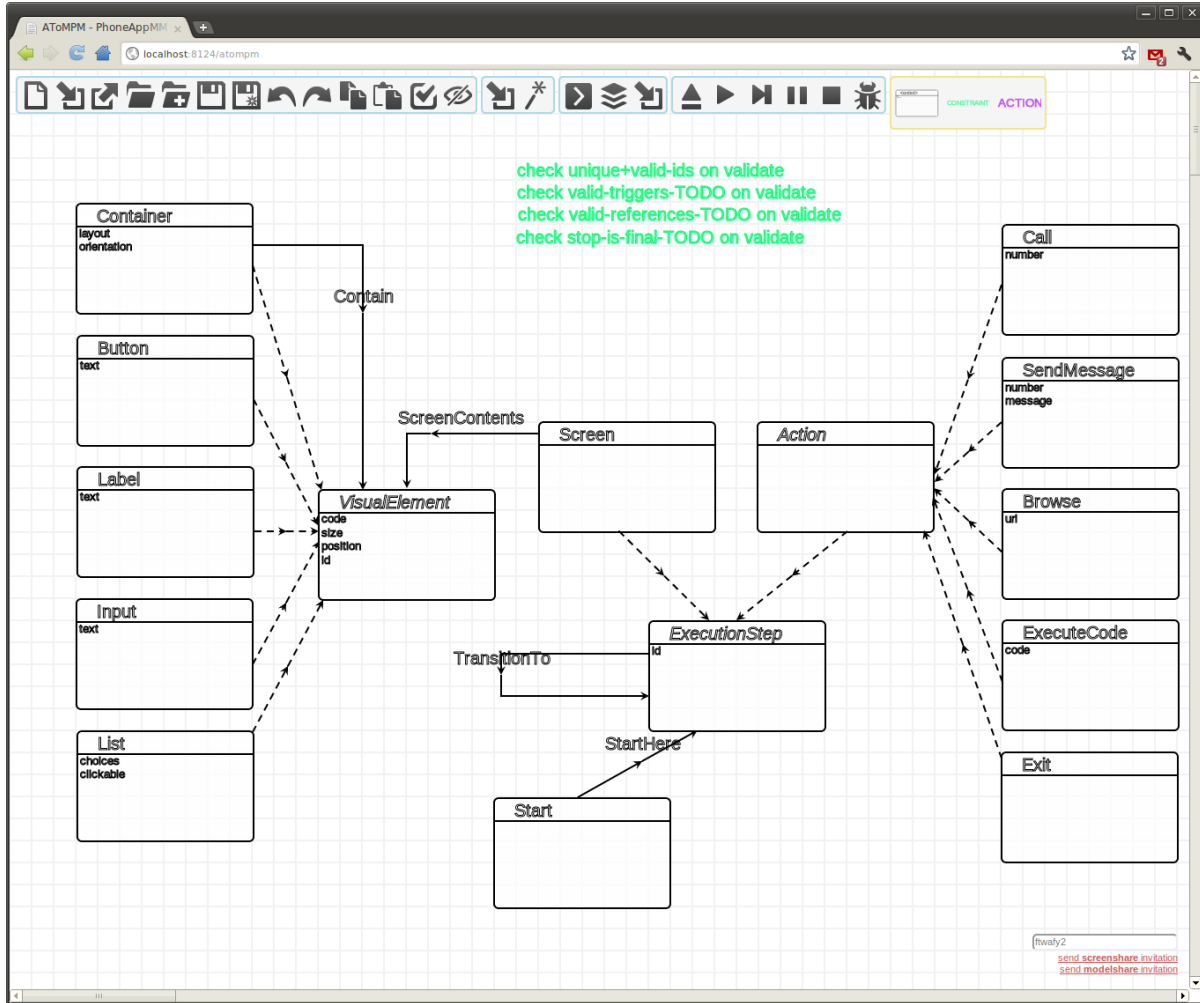 AToMPM - PhoneAppMM
localhost:8124/atompm
CONSTRAINT
ACTION
check unique+valid-ids on validate
check valid-triggers-TODO on validate
check valid-references-TODO on validate
check stop-is-final-TODO on validate
Container
layout
orientation
Contain
Button
text
Label
text
Input
text
List
choices
clickable
ScreenContents
VisualElement
code
size
position
id
Screen
Action
ExecutionStep
id
TransitionTo
StartHere
Start
Call
number
SendMessage
number
message
Browse
url
ExecuteCode
code
Exit
ftwafy2
send screenshare invitation
send modelshare invitation